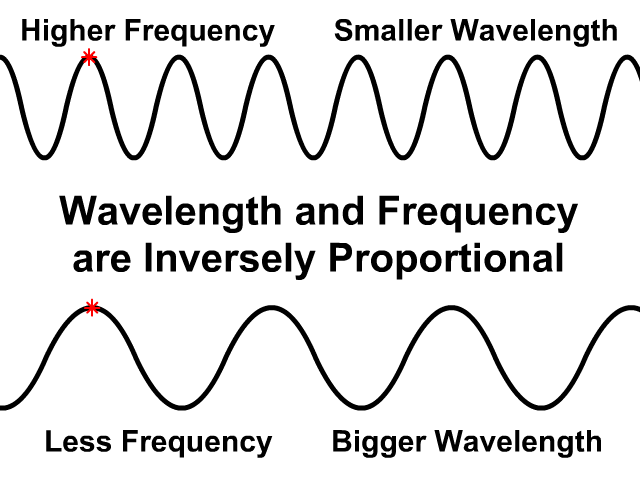 Higher Frequency Smaller Wavelength
Wavelength and Frequency
are Inversely Proportional
Less Frequency Bigger Wavelength